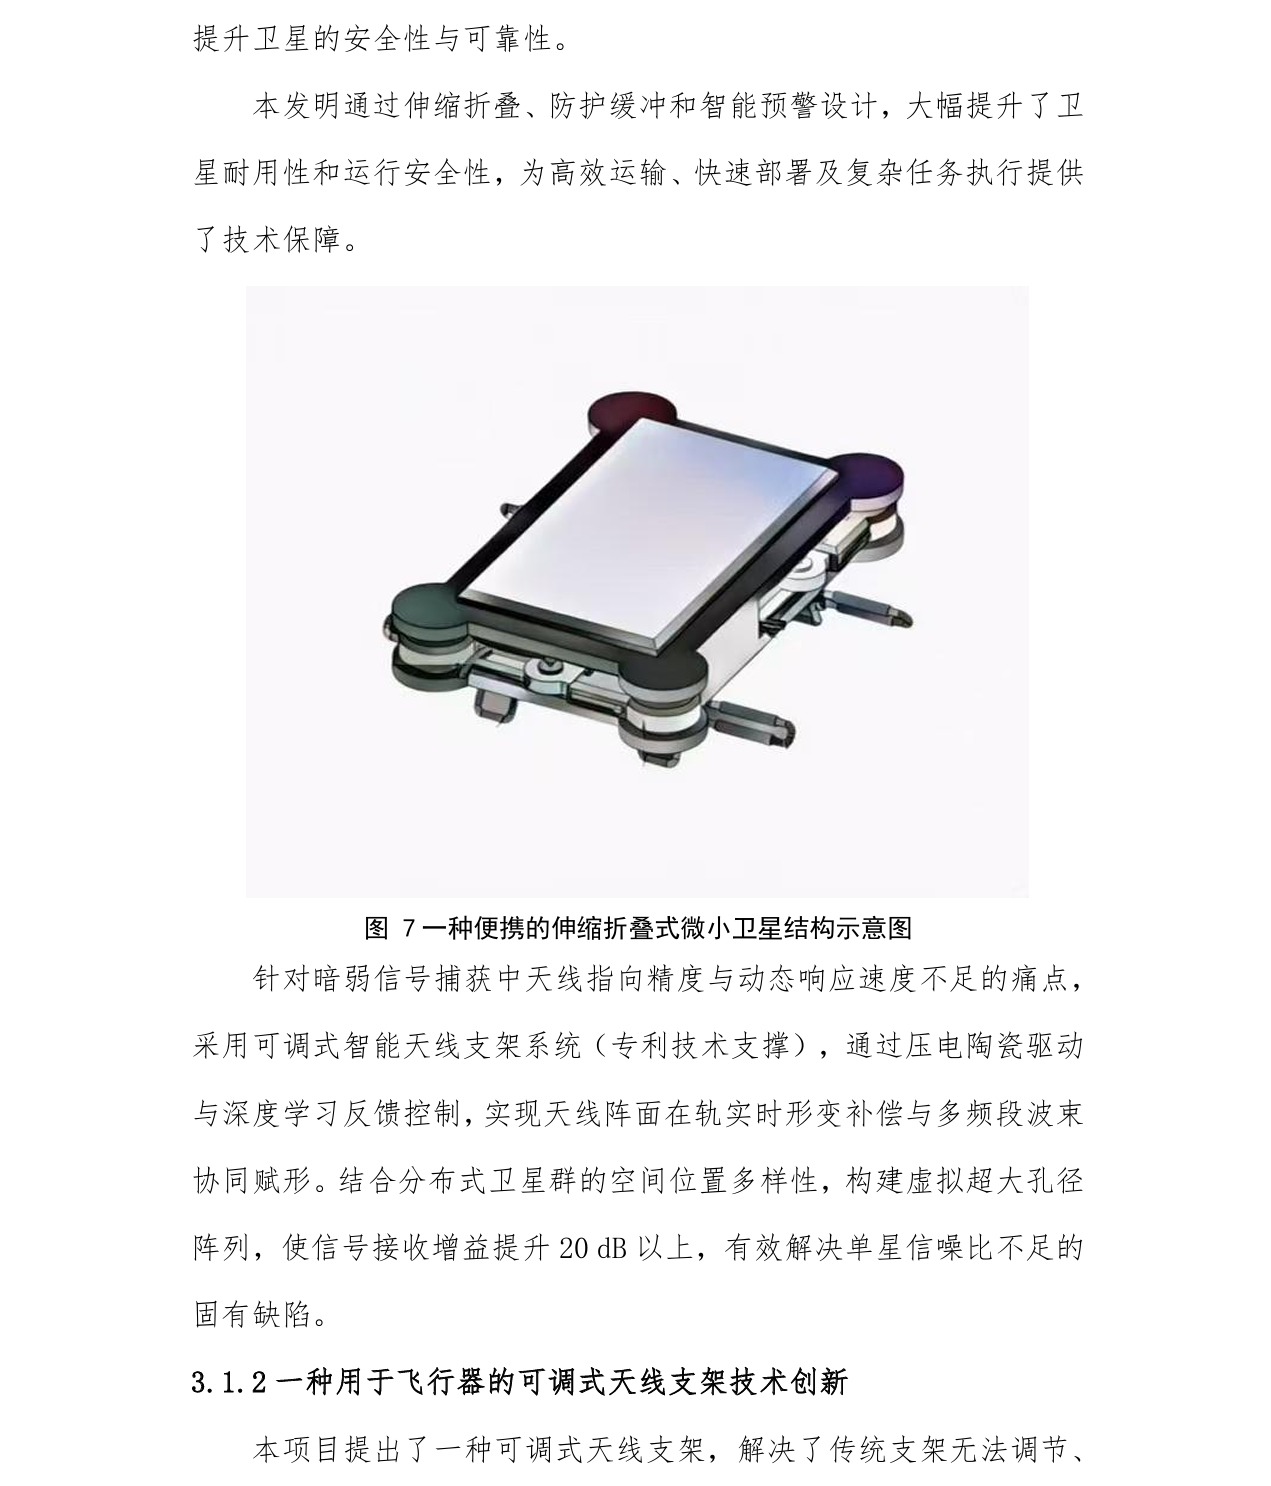 提升卫星的安全性与可靠性。
本发明通过伸缩折叠、防护缓冲和智能预警设计，大幅提升了卫
星耐用性和运行安全性，为高效运输、快速部署及复杂任务执行提供
了技术保障。
图 7 一种便携的伸缩折叠式微小卫星结构示意图
针对暗弱信号捕获中天线指向精度与动态响应速度不足的痛点，
采用可调式智能天线支架系统（专利技术支撑），通过压电陶瓷驱动
与深度学习反馈控制，实现天线阵面在轨实时形变补偿与多频段波束
协同赋形。结合分布式卫星群的空间位置多样性，构建虚拟超大孔径
阵列，使信号接收增益提升 20 dB 以上，有效解决单星信噪比不足的
固有缺陷。
3.1.2 一种用于飞行器的可调式天线支架技术创新
本项目提出了一种可调式天线支架，解决了传统支架无法调节、